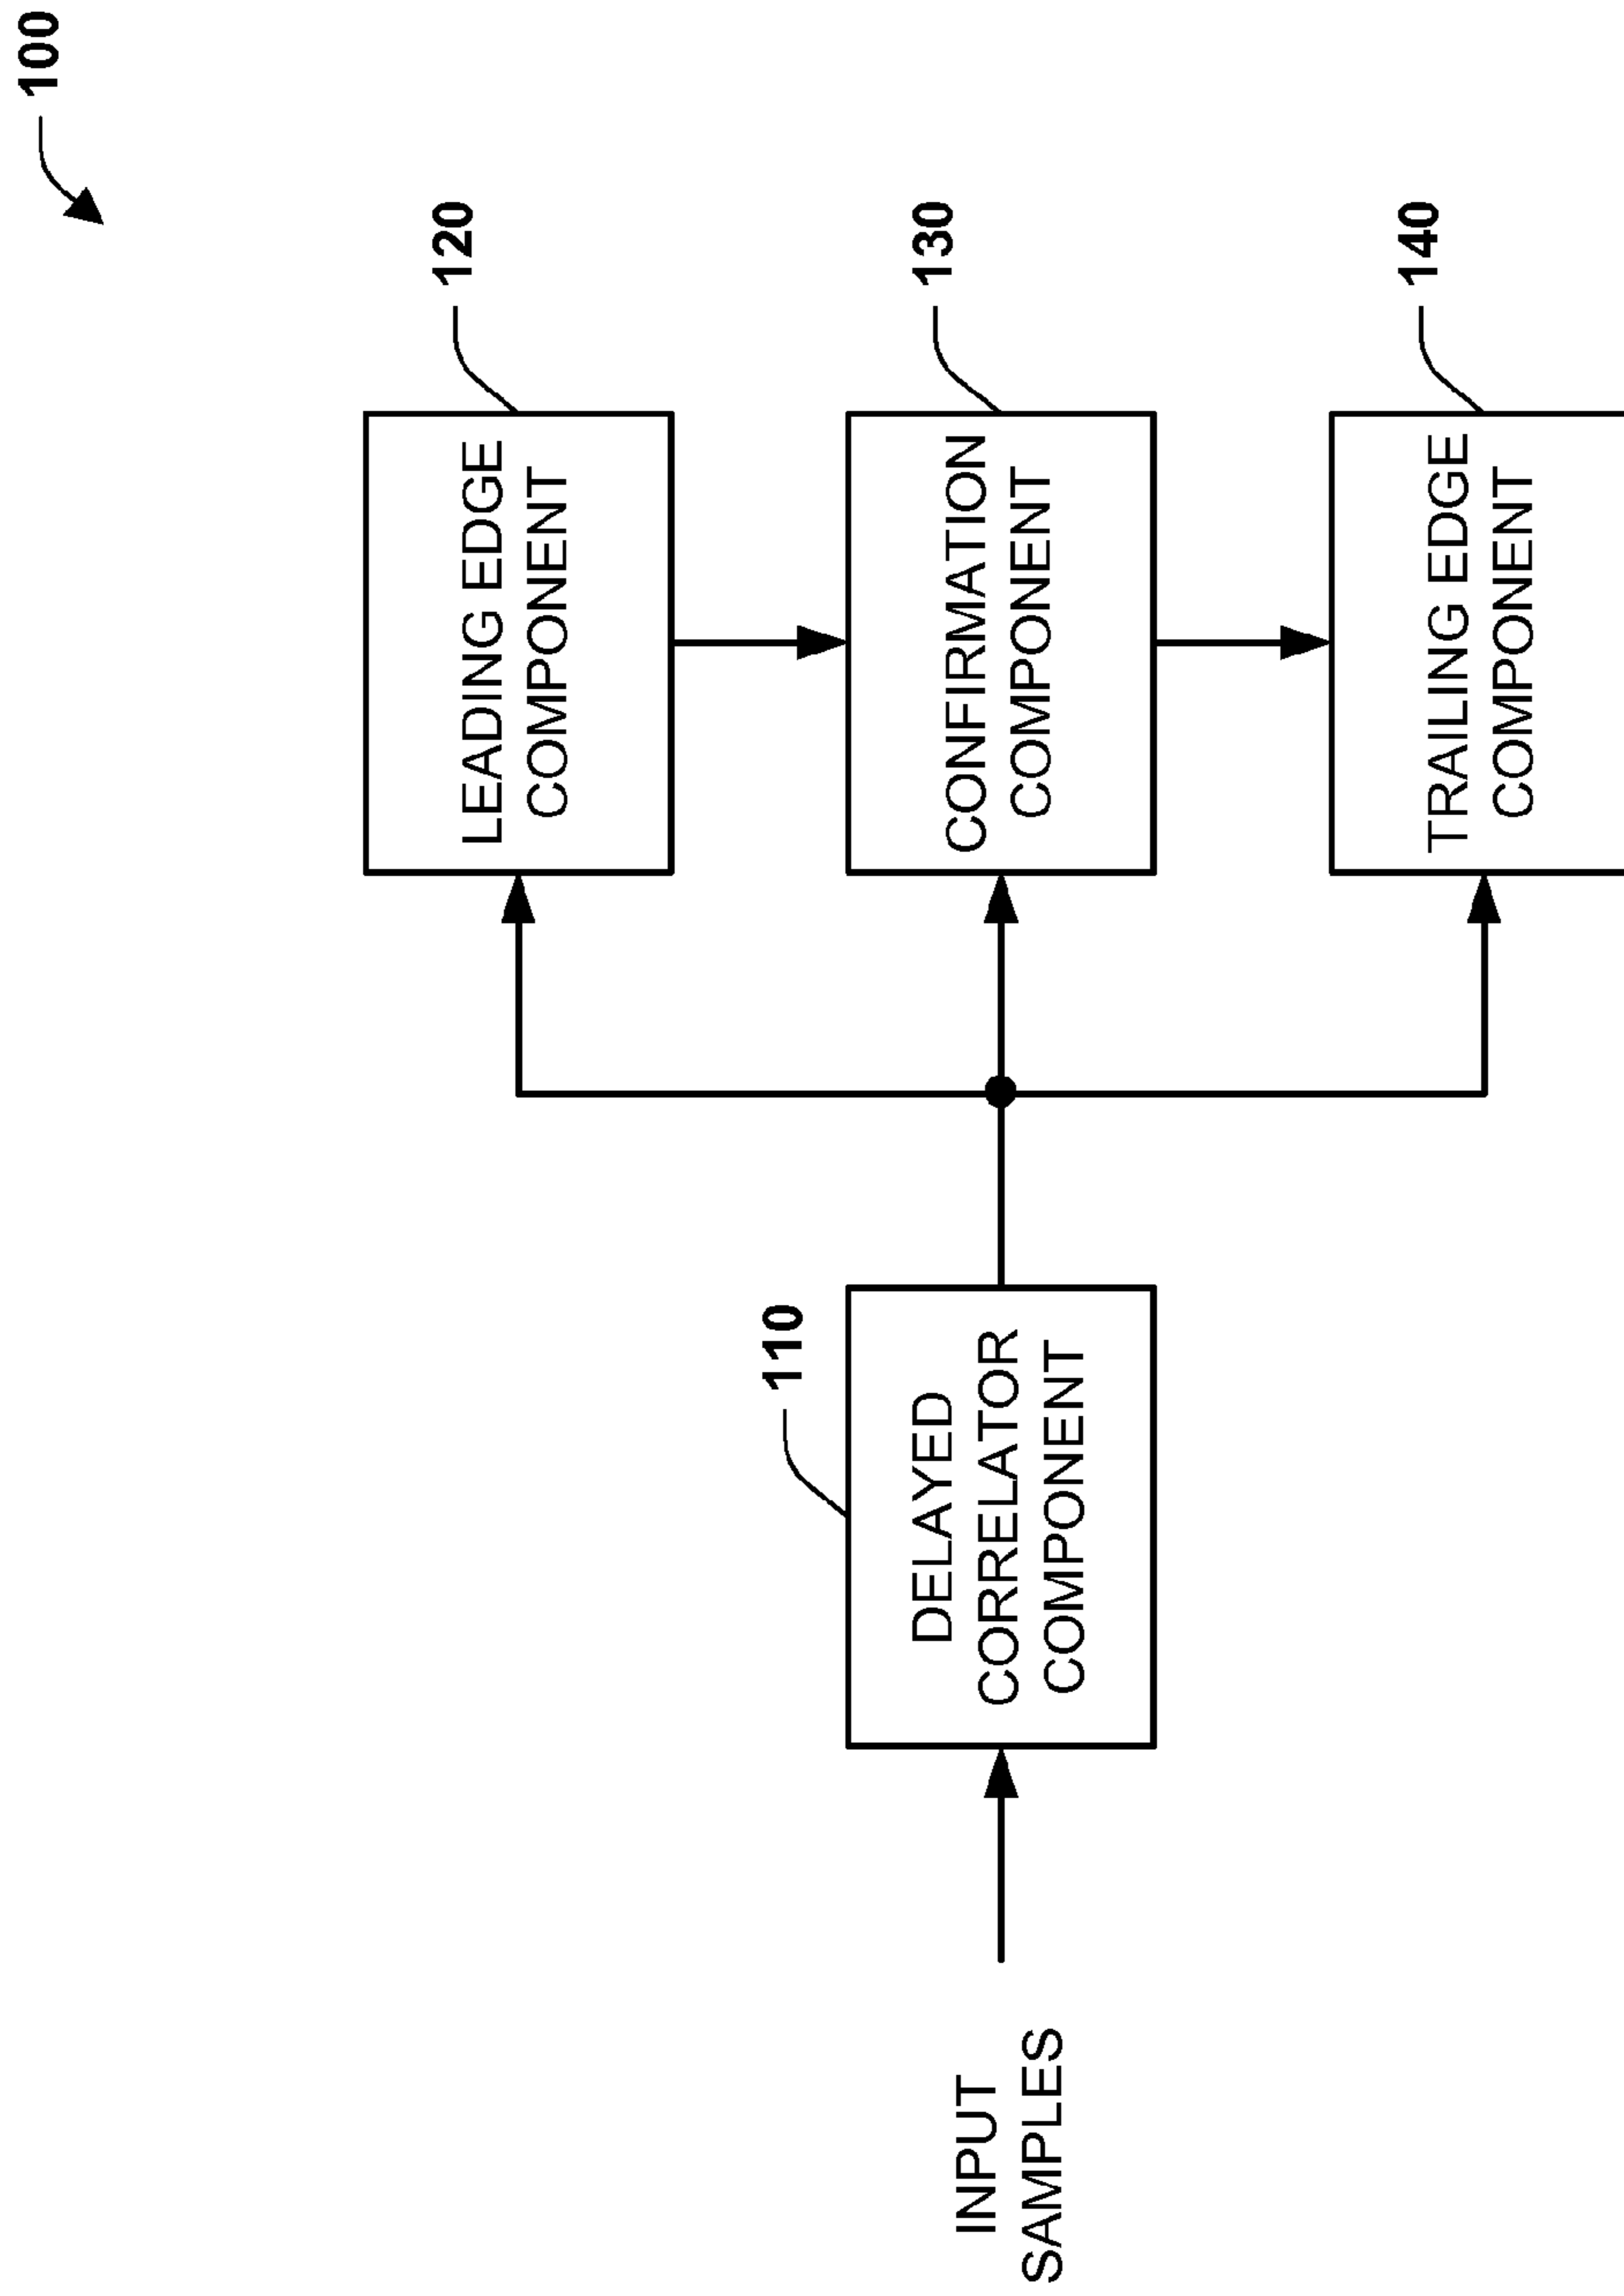 100
120
LEADING EDGE
COMPONENT
110
130
INPUT
SAMPLES
DELAYED
CORRELATOR
COMPONENT
CONFIRMATION
COMPONENT
140
TRAILING EDGE
COMPONENT